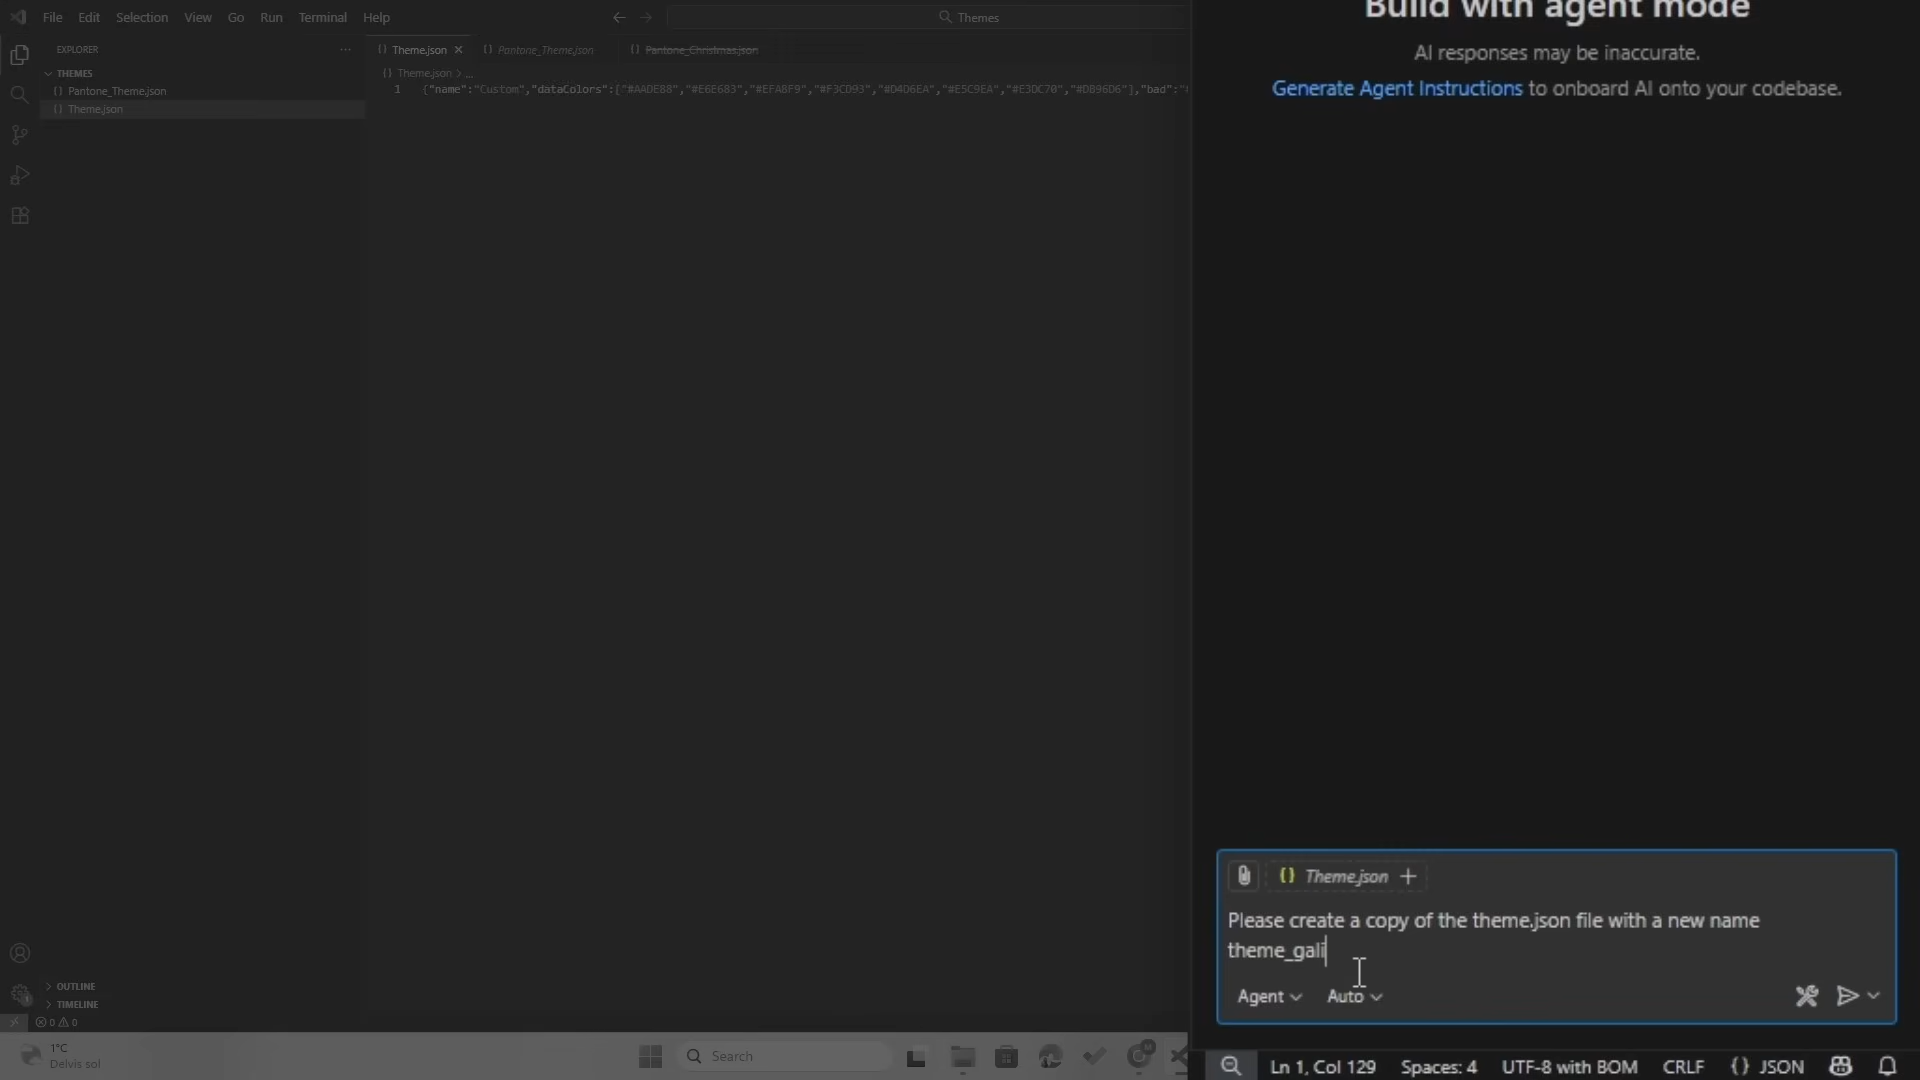 File Edit Selection View Go Run Terminal Help
Themes
EXPLORER
THEMES
Pantone_Theme.json
Theme.json
Theme.json
Pantone_Theme.json
Pantone_Christmas.json
Theme.json > ...
1 {"name":"Custom","dataColors":["#AADEB8","#E6E683","#EFABF9","#F3CD93","#D4D6EA","#E5C9EA","#E3DC70","#DB96D6"],"bad":"
Build with agent mode
AI responses may be inaccurate.
Generate Agent Instructions to onboard AI onto your codebase.
Theme.json
Please create a copy of the theme.json file with a new name
theme_gali
Agent Auto
OUTLINE
TIMELINE
0 0
1°C
Delvis sol
Search
Ln 1, Col 129 Spaces: 4 UTF-8 with BOM CRLF {} JSON